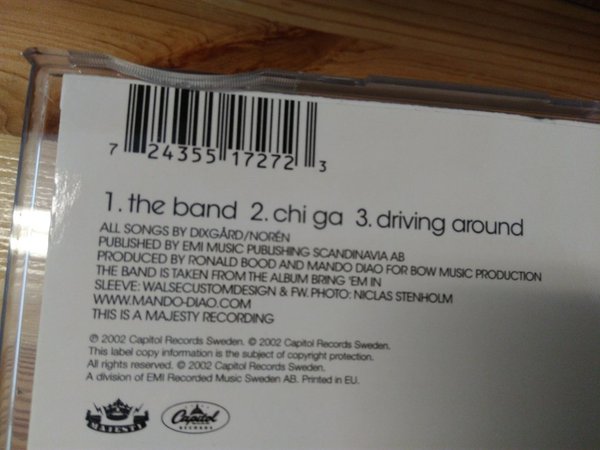 7 24355 17272 3
1. the band 2. chi ga 3. driving around
ALL SONGS BY DIXGÅRD/NORÉN
PUBLISHED BY EMI MUSIC PUBLISHING SCANDINAVIA AB
PRODUCED BY RONALD BOOD AND MANDO DIAO FOR BOW MUSIC PRODUCTION
THE BAND IS TAKEN FROM THE ALBUM BRING 'EM IN
SLEEVE: WALSECUSTOMDESIGN & FW. PHOTO: NICLAS STENHOLM
WWW.MANDO-DIAO.COM
THIS IS A MAJESTY RECORDING
℗ 2002 Capitol Records Sweden. © 2002 Capitol Records Sweden.
This label copy information is the subject of copyright protection.
All rights reserved. © 2002 Capitol Records Sweden.
A division of EMI Recorded Music Sweden AB. Printed in EU.
MAJESTY
Capitol
RECORDS